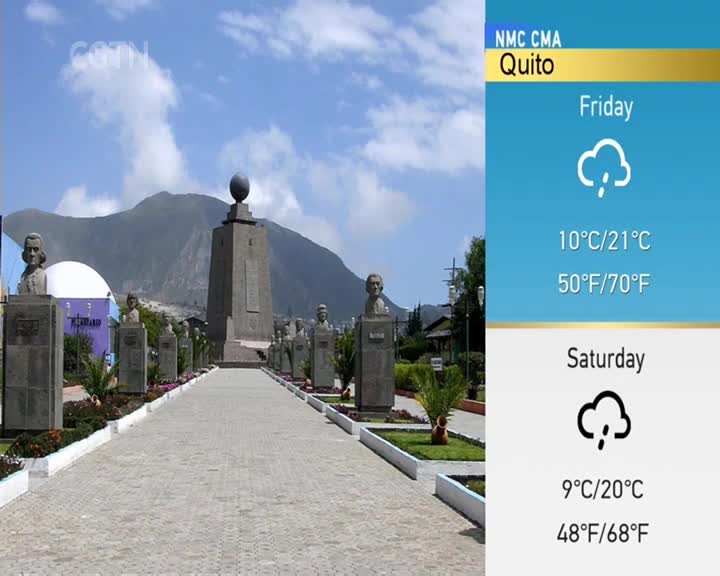 CGTN
NMC CMA
Quito
Friday
10°C/21°C
50°F/70°F
Saturday
9°C/20°C
48°F/68°F